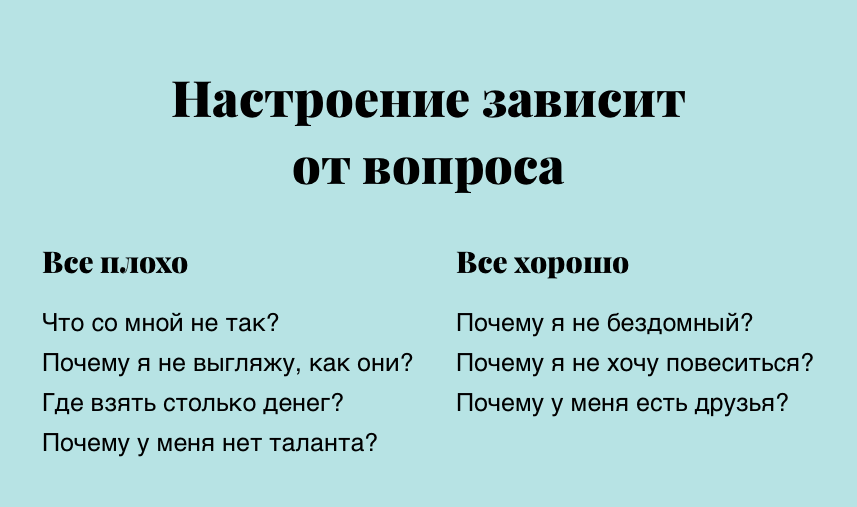 Настроение зависит
от вопроса
Все плохо
Что со мной не так?
Почему я не выгляжу, как они?
Где взять столько денег?
Почему у меня нет таланта?
Все хорошо
Почему я не бездомный?
Почему я не хочу повеситься?
Почему у меня есть друзья?